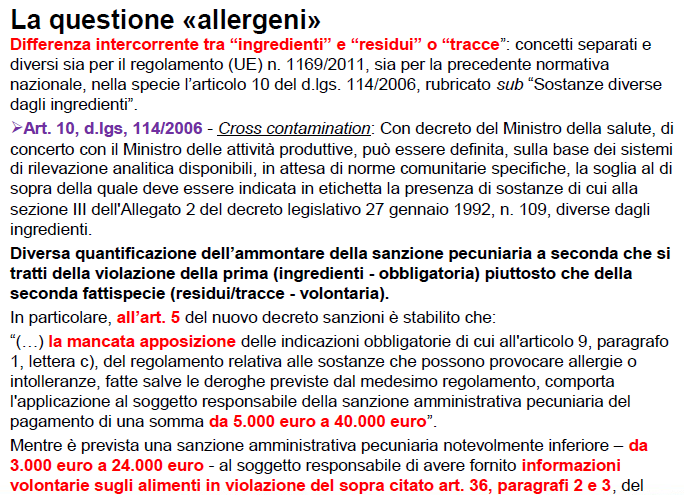 La questione «allergeni»
Differenza intercorrente tra “ingredienti” e “residui” o “tracce”: concetti separati e
diversi sia per il regolamento (UE) n. 1169/2011, sia per la precedente normativa
nazionale, nella specie l’articolo 10 del d.lgs. 114/2006, rubricato sub “Sostanze diverse
dagli ingredienti”.
➢Art. 10, d.lgs, 114/2006 - Cross contamination: Con decreto del Ministro della salute, di
concerto con il Ministro delle attività produttive, può essere definita, sulla base dei sistemi
di rilevazione analitica disponibili, in attesa di norme comunitarie specifiche, la soglia al di
sopra della quale deve essere indicata in etichetta la presenza di sostanze di cui alla
sezione III dell'Allegato 2 del decreto legislativo 27 gennaio 1992, n. 109, diverse dagli
ingredienti.
Diversa quantificazione dell’ammontare della sanzione pecuniaria a seconda che si
tratti della violazione della prima (ingredienti - obbligatoria) piuttosto che della
seconda fattispecie (residui/tracce - volontaria).
In particolare, all’art. 5 del nuovo decreto sanzioni è stabilito che:
“(…) la mancata apposizione delle indicazioni obbligatorie di cui all'articolo 9, paragrafo
1, lettera c), del regolamento relativa alle sostanze che possono provocare allergie o
intolleranze, fatte salve le deroghe previste dal medesimo regolamento, comporta
l'applicazione al soggetto responsabile della sanzione amministrativa pecuniaria del
pagamento di una somma da 5.000 euro a 40.000 euro”.
Mentre è prevista una sanzione amministrativa pecuniaria notevolmente inferiore – da
3.000 euro a 24.000 euro - al soggetto responsabile di avere fornito informazioni
volontarie sugli alimenti in violazione del sopra citato art. 36, paragrafi 2 e 3, del